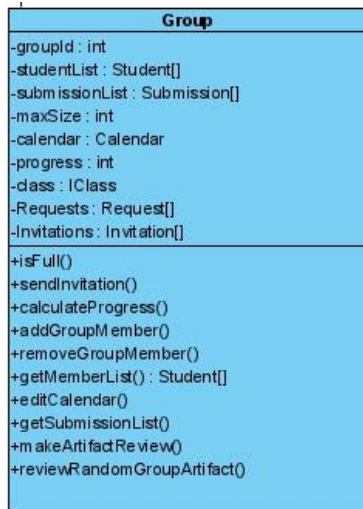 Group
-groupId : int
-studentList : Student[]
-submissionList : Submission[]
-maxSize : int
-calendar : Calendar
-progress : int
-class : IClass
-Requests : Request[]
-Invitations : Invitation[]
+isFull()
+sendInvitation()
+calculateProgress()
+addGroupMember()
+removeGroupMember()
+getMemberList() : Student[]
+editCalendar()
+getSubmissionList()
+makeArtifactReview()
+reviewRandomGroupArtifact()